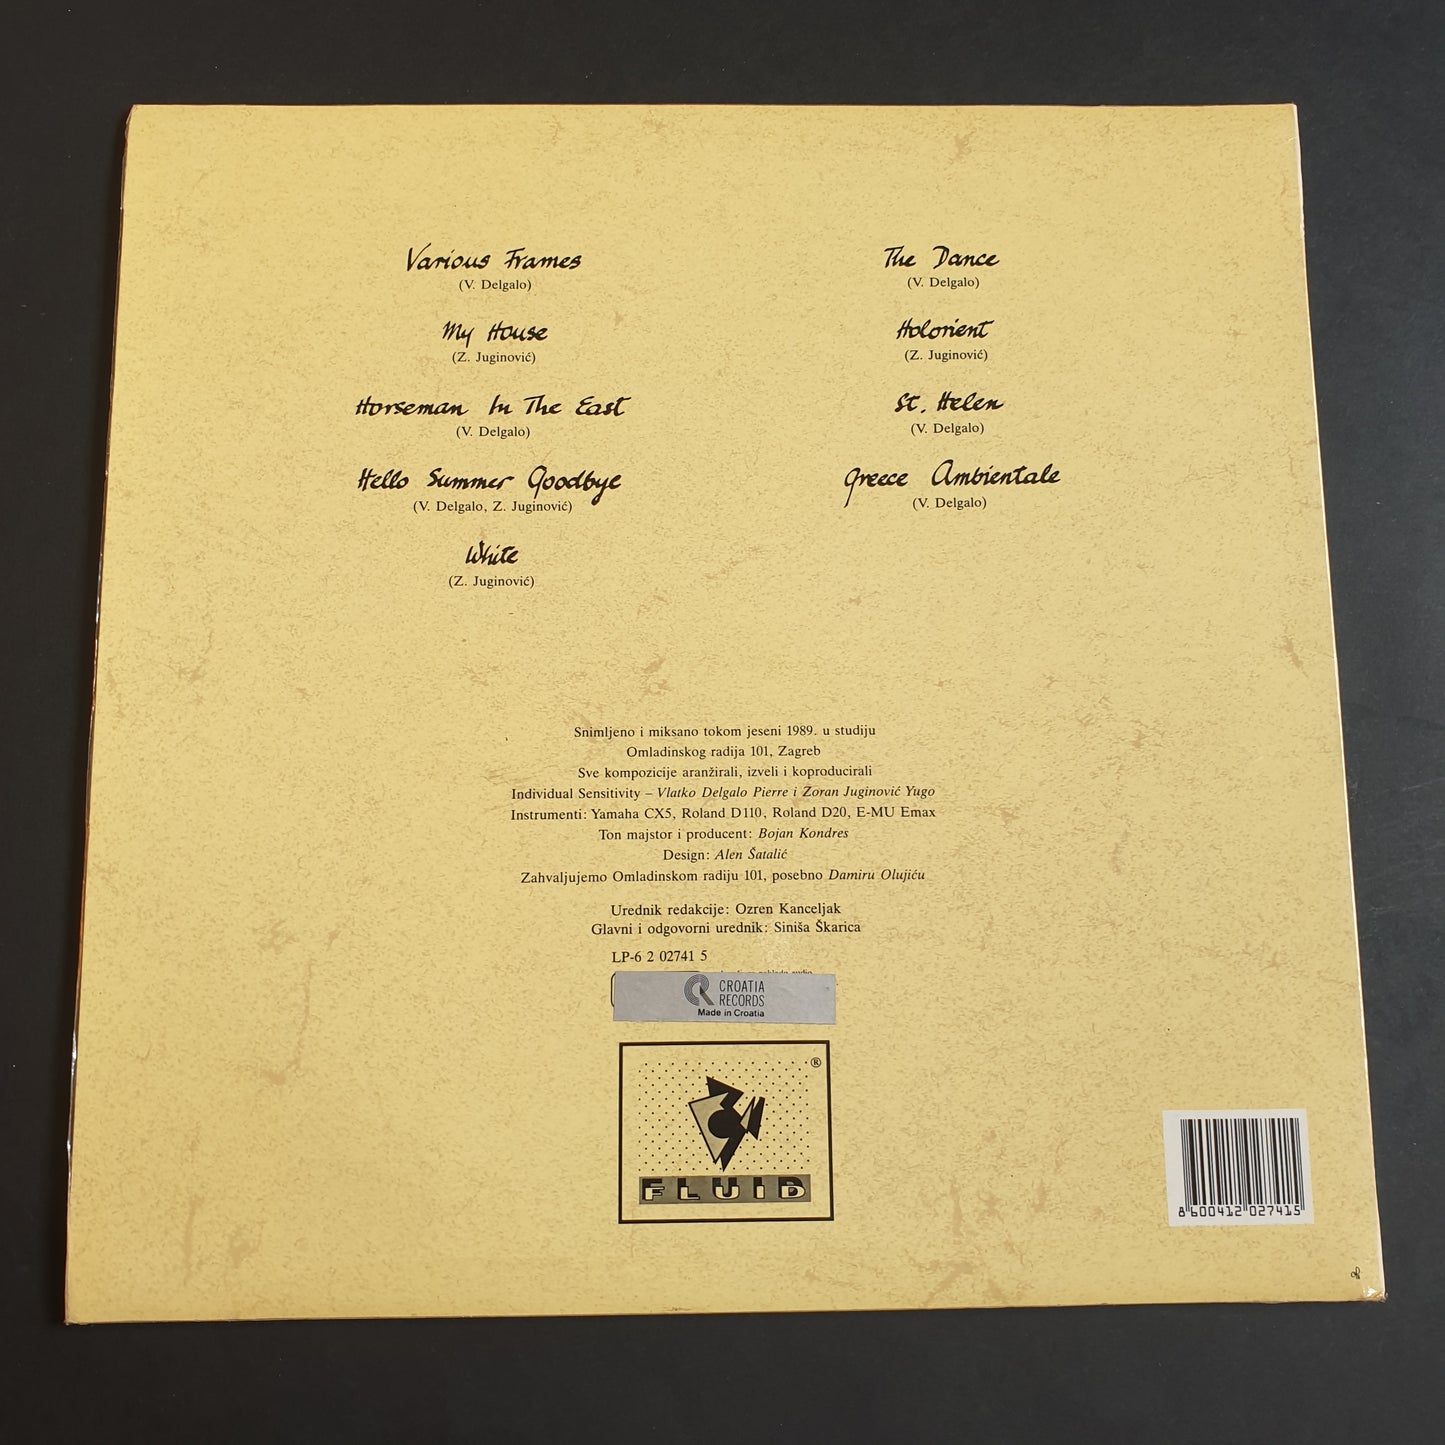 Various Frames
(V. Delgalo)
My House
(Z. Juginović)
Horseman In The East
(V. Delgalo)
Hello Summer Goodbye
(V. Delgalo, Z. Juginović)
White
(Z. Juginović)
The Dance
(V. Delgalo)
Holorient
(Z. Juginović)
St. Helen
(V. Delgalo)
Greece Ambientale
(V. Delgalo)
Snimljeno i miksano tokom jeseni 1989. u studiju
Omladinskog radija 101, Zagreb
Sve kompozicije aranžirali, izveli i koproducirali
Individual Sensitivity – Vlatko Delgalo Pierre i Zoran Juginović Yugo
Instrumenti: Yamaha CX5, Roland D110, Roland D20, E-MU Emax
Ton majstor i producent: Bojan Kondres
Design: Alen Šatalić
Zahvaljujemo Omladinskom radiju 101, posebno Damiru Olujiću
Urednik redakcije: Ozren Kanceljak
Glavni i odgovorni urednik: Siniša Škarica
LP-6 2 02741 5
CROATIA
RECORDS
Made in Croatia
®
FLUID
8 600412 027415